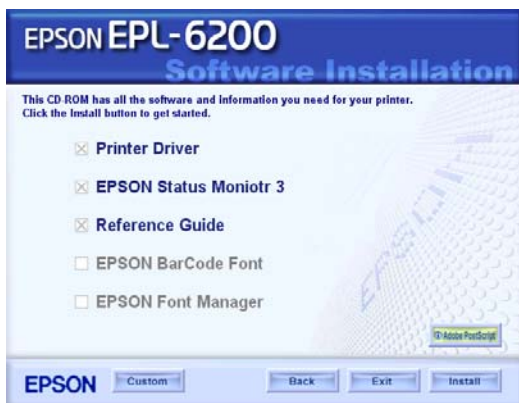 EPSON EPL-6200
Software Installation
This CD-ROM has all the software and information you need for your printer.
Click the Install button to get started.
Printer Driver
EPSON Status Moniotr 3
Reference Guide
EPSON BarCode Font
EPSON Font Manager
EPSON
Adobe PostScript
EPSON Custom Back Exit Install